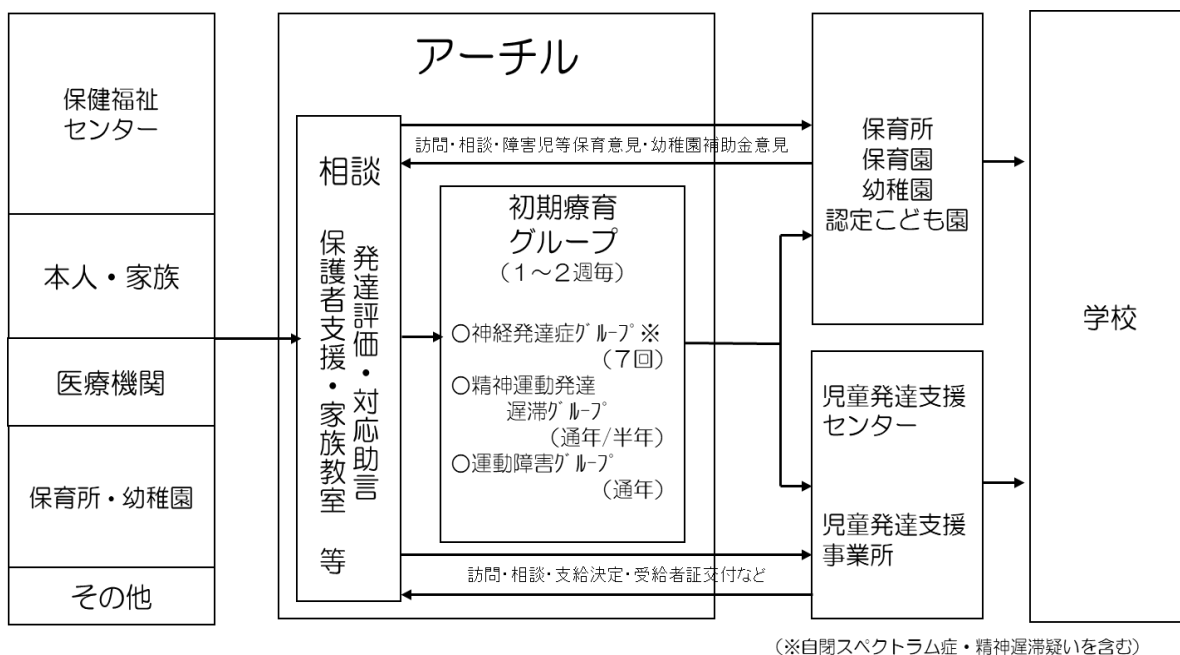 アーチル
保健福祉
センター
本人・家族
医療機関
保育所・幼稚園
その他
相談
発達評価・対応助言
保護者支援・家族教室
等
訪問・相談・障害児等保育意見・幼稚園補助金意見
初期療育
グループ
（１～２週毎）
○神経発達症ｸﾞﾙｰﾌﾟ※
（７回）
○精神運動発達
遅滞ｸﾞﾙｰﾌﾟ
（通年/半年）
○運動障害ｸﾞﾙｰﾌﾟ
（通年）
訪問・相談・支給決定・受給者証交付など
保育所
保育園
幼稚園
認定こども園
児童発達支援
センター
児童発達支援
事業所
学校
（※自閉スペクトラム症・精神遅滞疑いを含む）